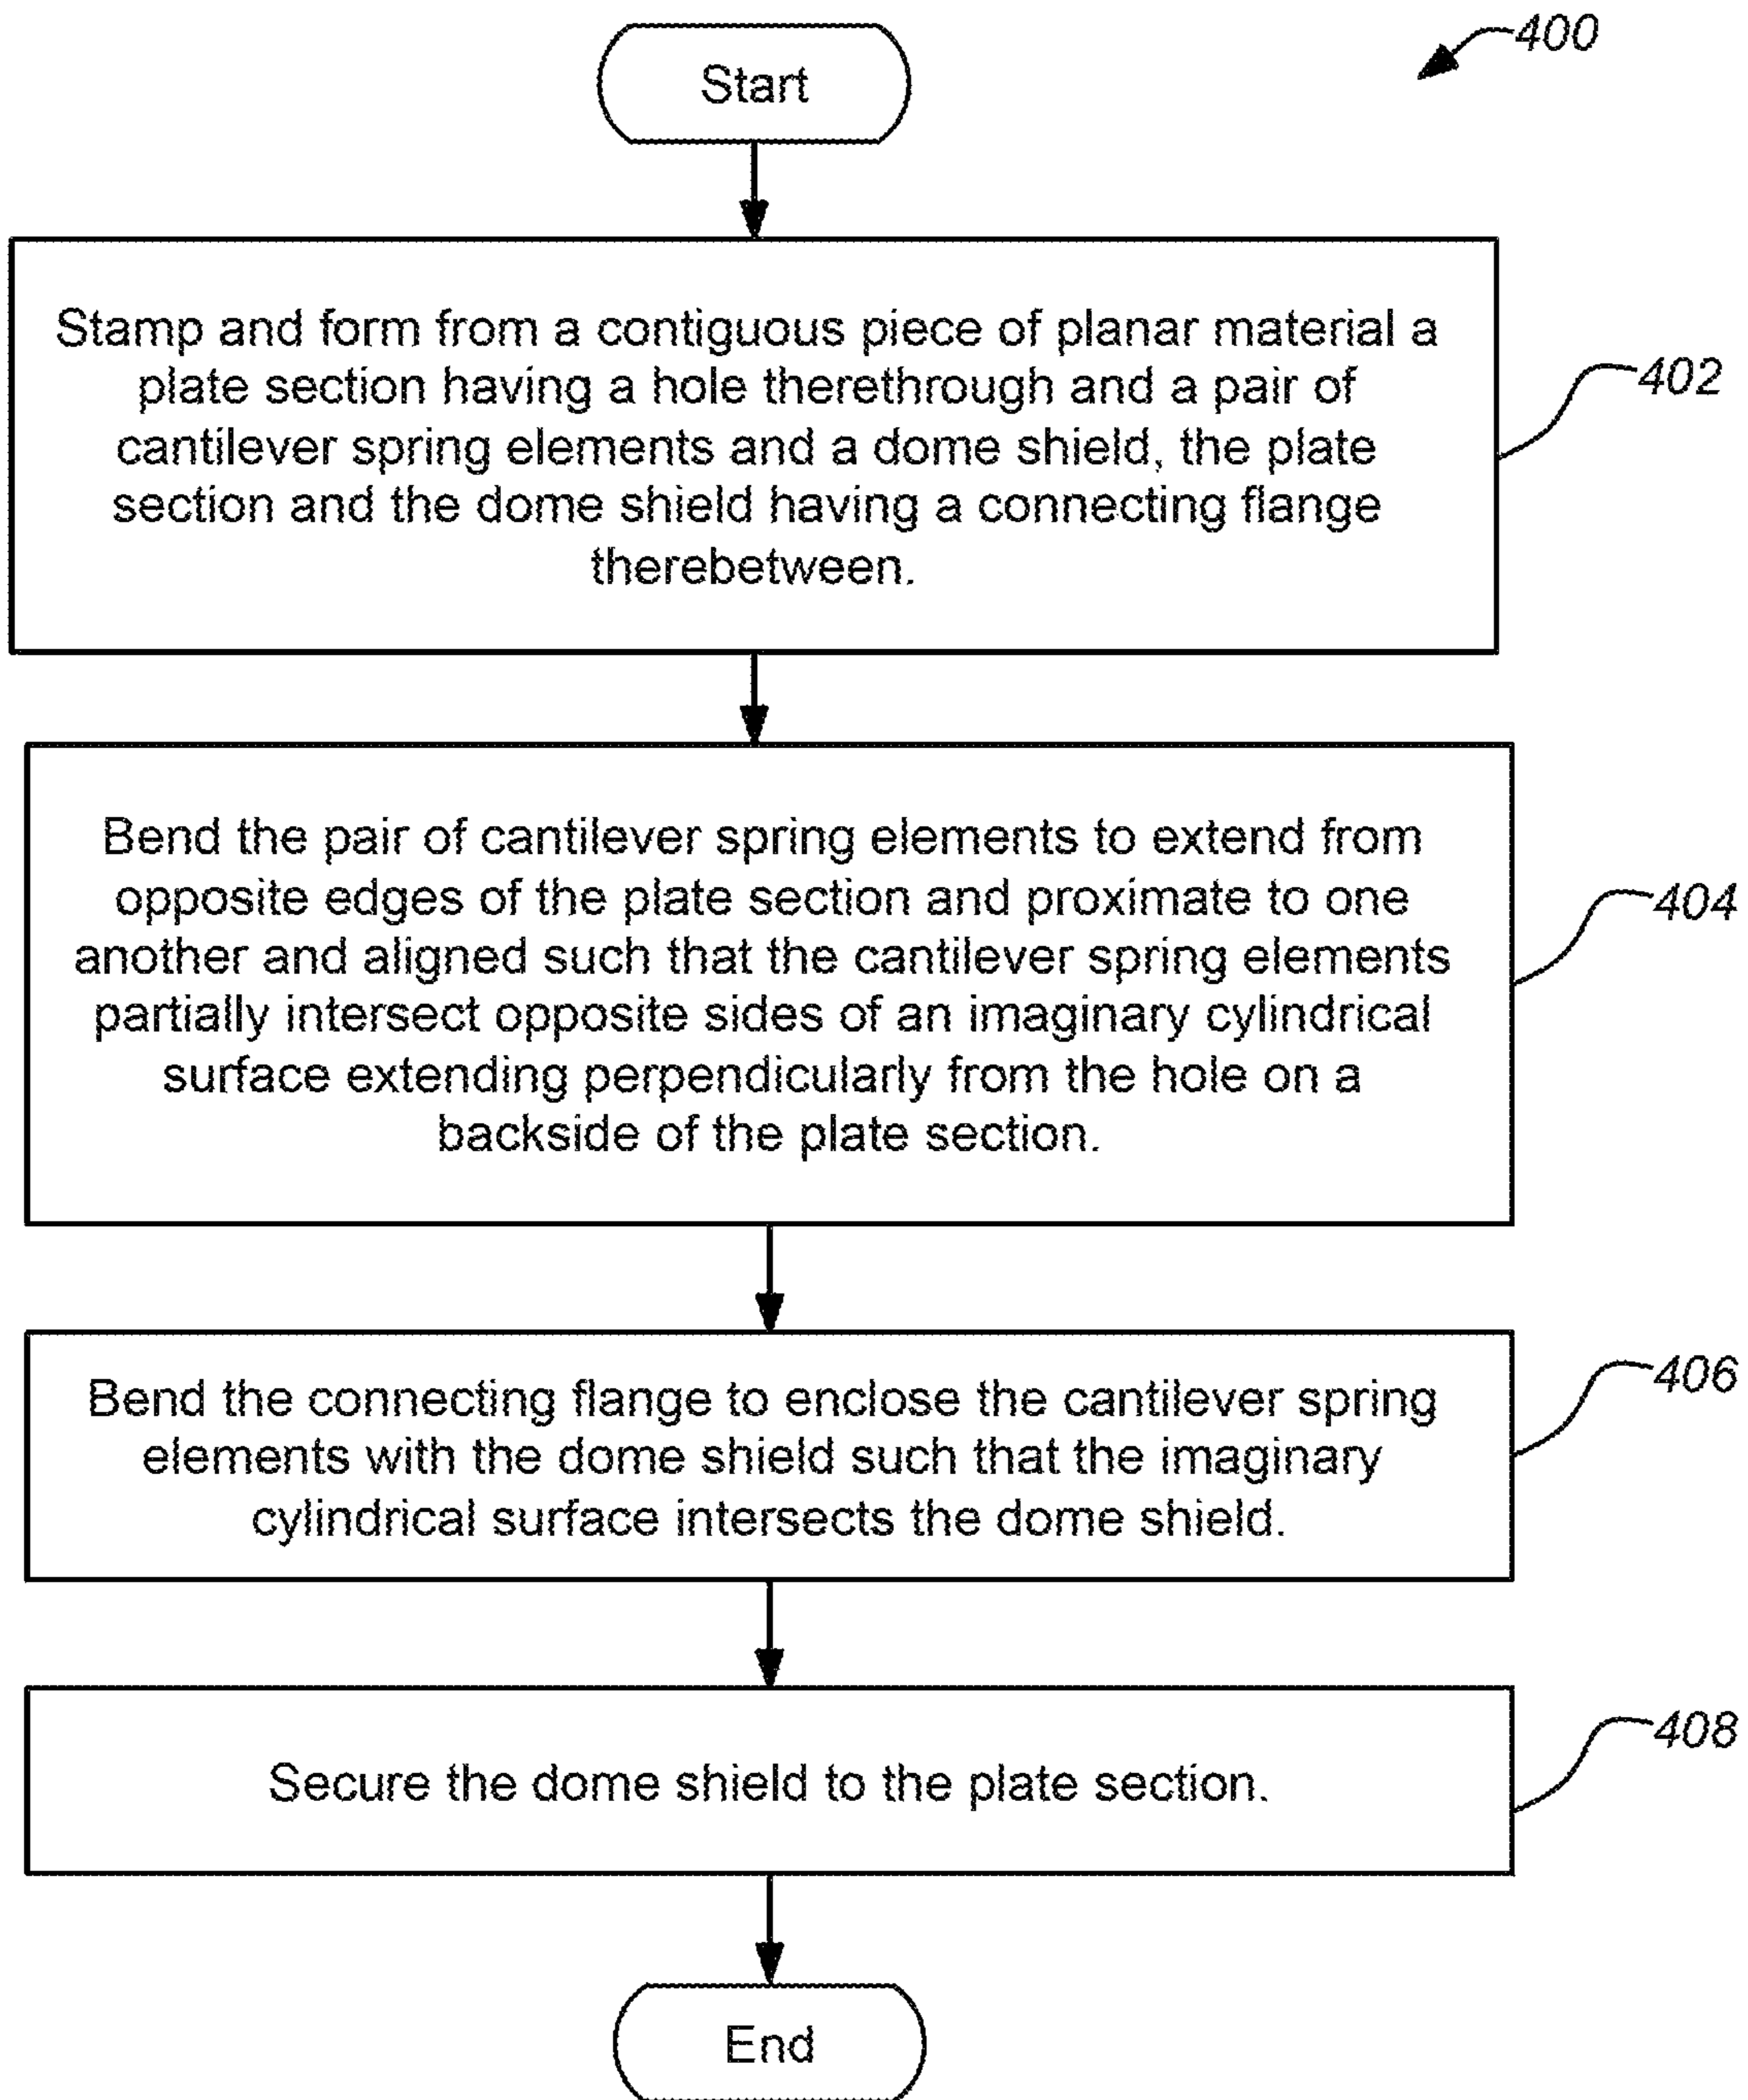 400
Start
Stamp and form from a contiguous piece of planar material a
plate section having a hole therethrough and a pair of
cantilever spring elements and a dome shield, the plate
section and the dome shield having a connecting flange
therebetween.
402
Bend the pair of cantilever spring elements to extend from
opposite edges of the plate section and proximate to one
another and aligned such that the cantilever spring elements
partially intersect opposite sides of an imaginary cylindrical
surface extending perpendicularly from the hole on a
backside of the plate section.
404
Bend the connecting flange to enclose the cantilever spring
elements with the dome shield such that the imaginary
cylindrical surface intersects the dome shield.
406
Secure the dome shield to the plate section.
408
End